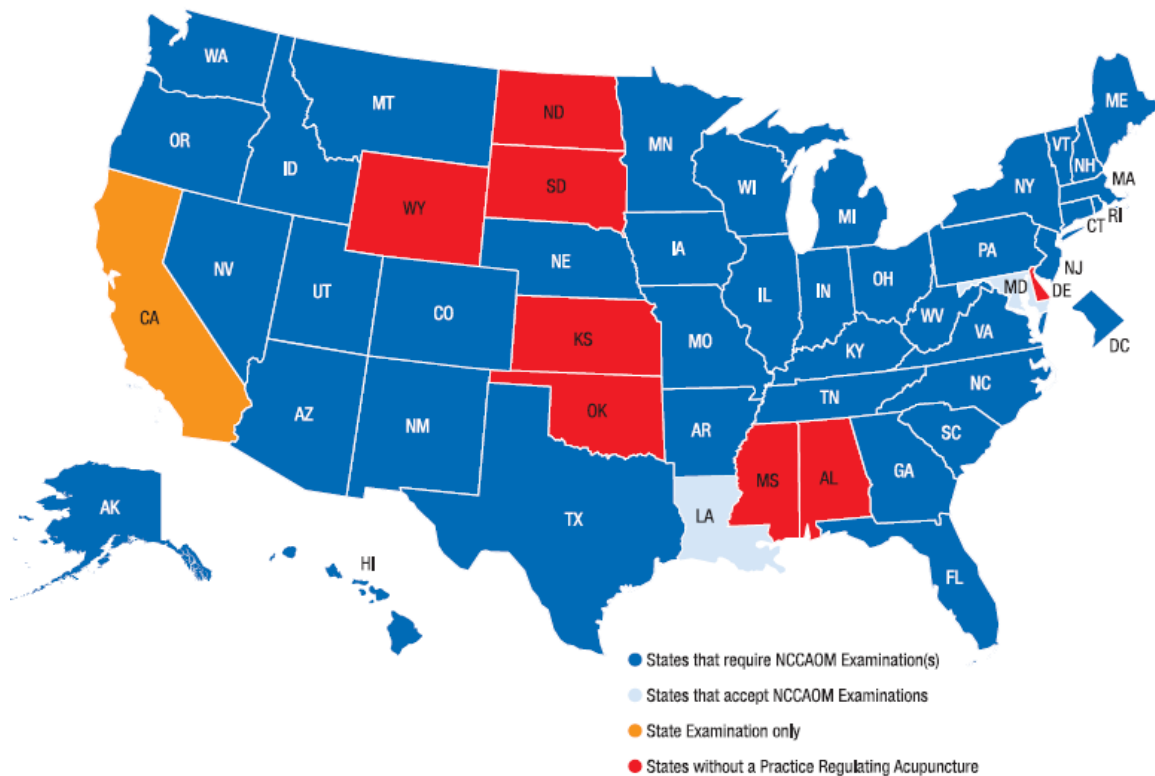 WA
MT
ND
MN
ME
OR
ID
SD
WI
VT
NH
NY
MA
WY
MI
RI
CT
NV
NE
IA
PA
NJ
UT
CO
IL
IN
OH
MD
DE
CA
KS
MO
WV
VA
KY
DC
AZ
NM
OK
AR
TN
NC
SC
MS
AL
GA
AK
TX
LA
HI
FL
States that require NCCAOM Examination(s)
States that accept NCCAOM Examinations
State Examination only
States without a Practice Regulating Acupuncture